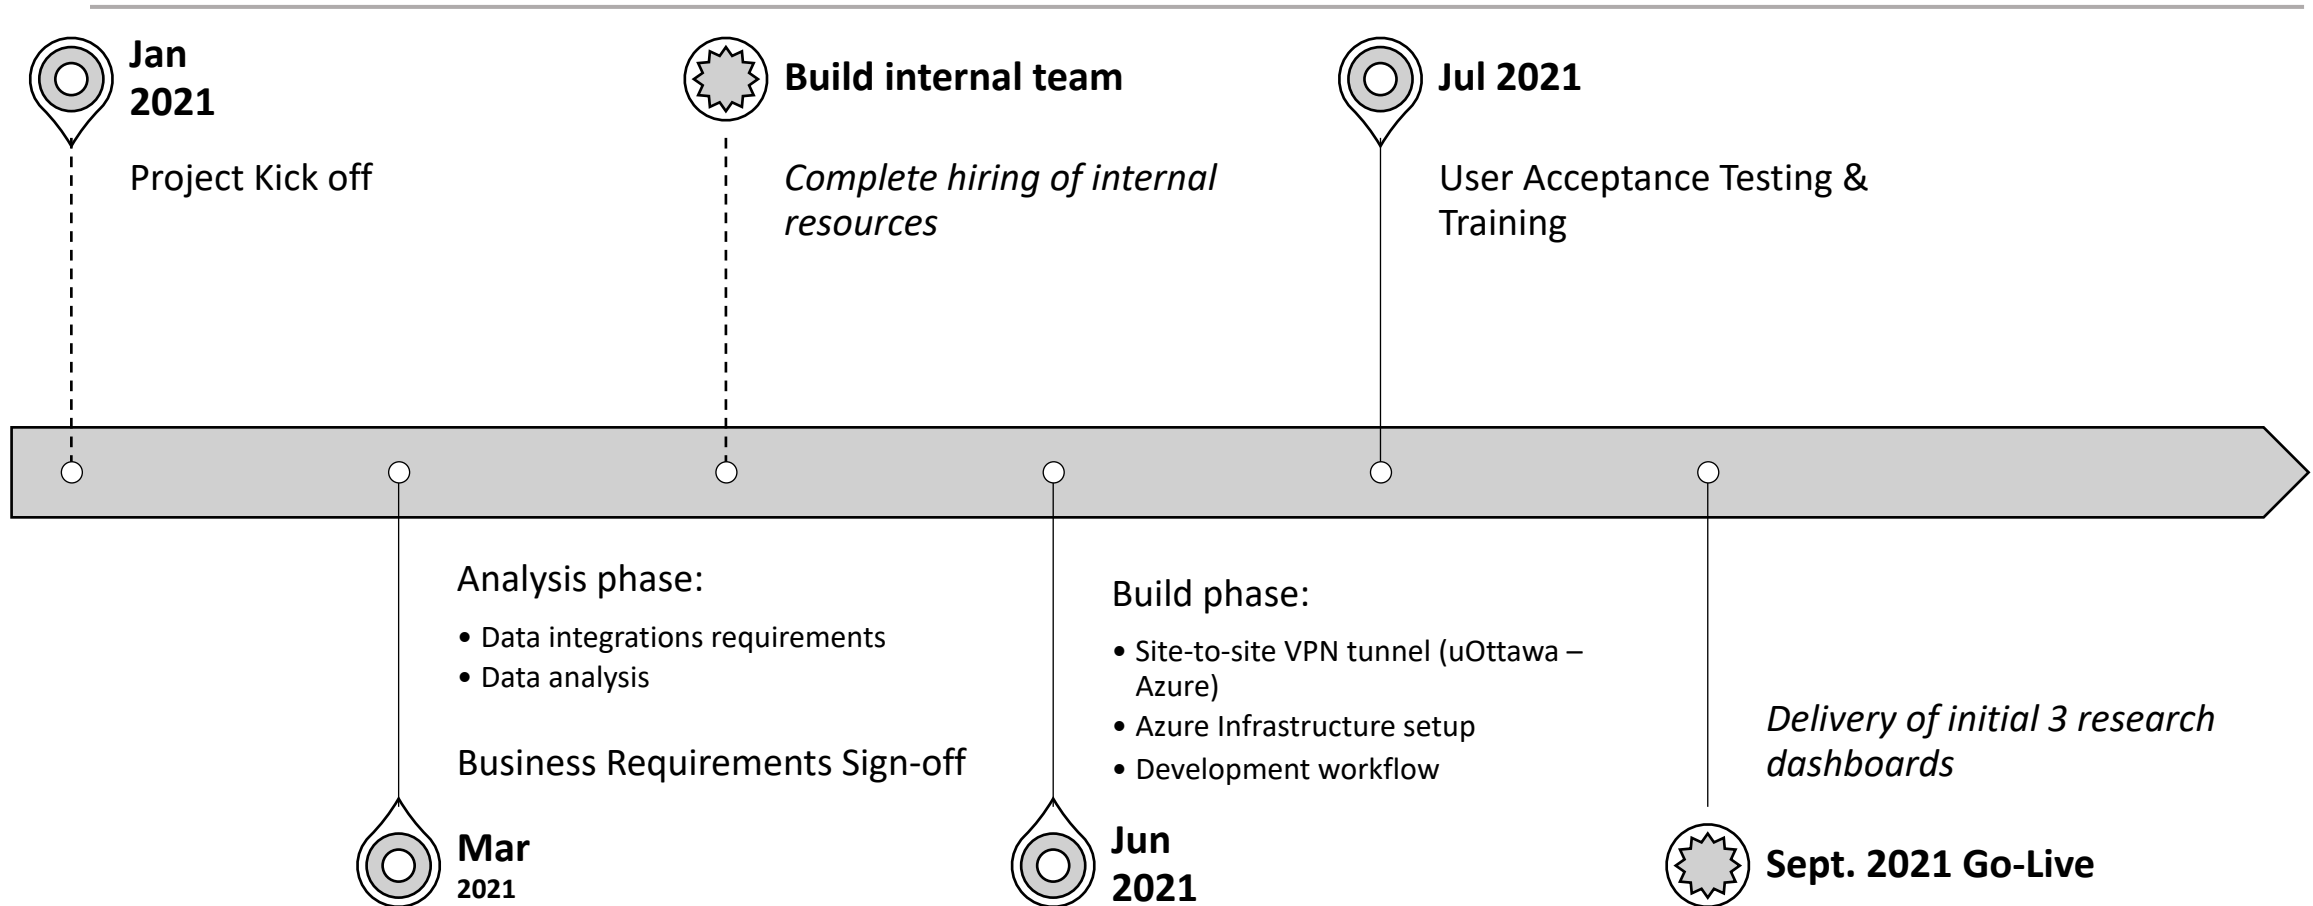 Jan
2021
Project Kick off
Analysis phase:
• Data integrations requirements
• Data analysis
Business Requirements Sign-off
Mar
2021
Build internal team
Complete hiring of internal
resources
Build phase:
• Site-to-site VPN tunnel (uOttawa –
Azure)
• Azure Infrastructure setup
• Development workflow
Jun
2021
Jul 2021
User Acceptance Testing &
Training
Delivery of initial 3 research
dashboards
Sept. 2021 Go-Live